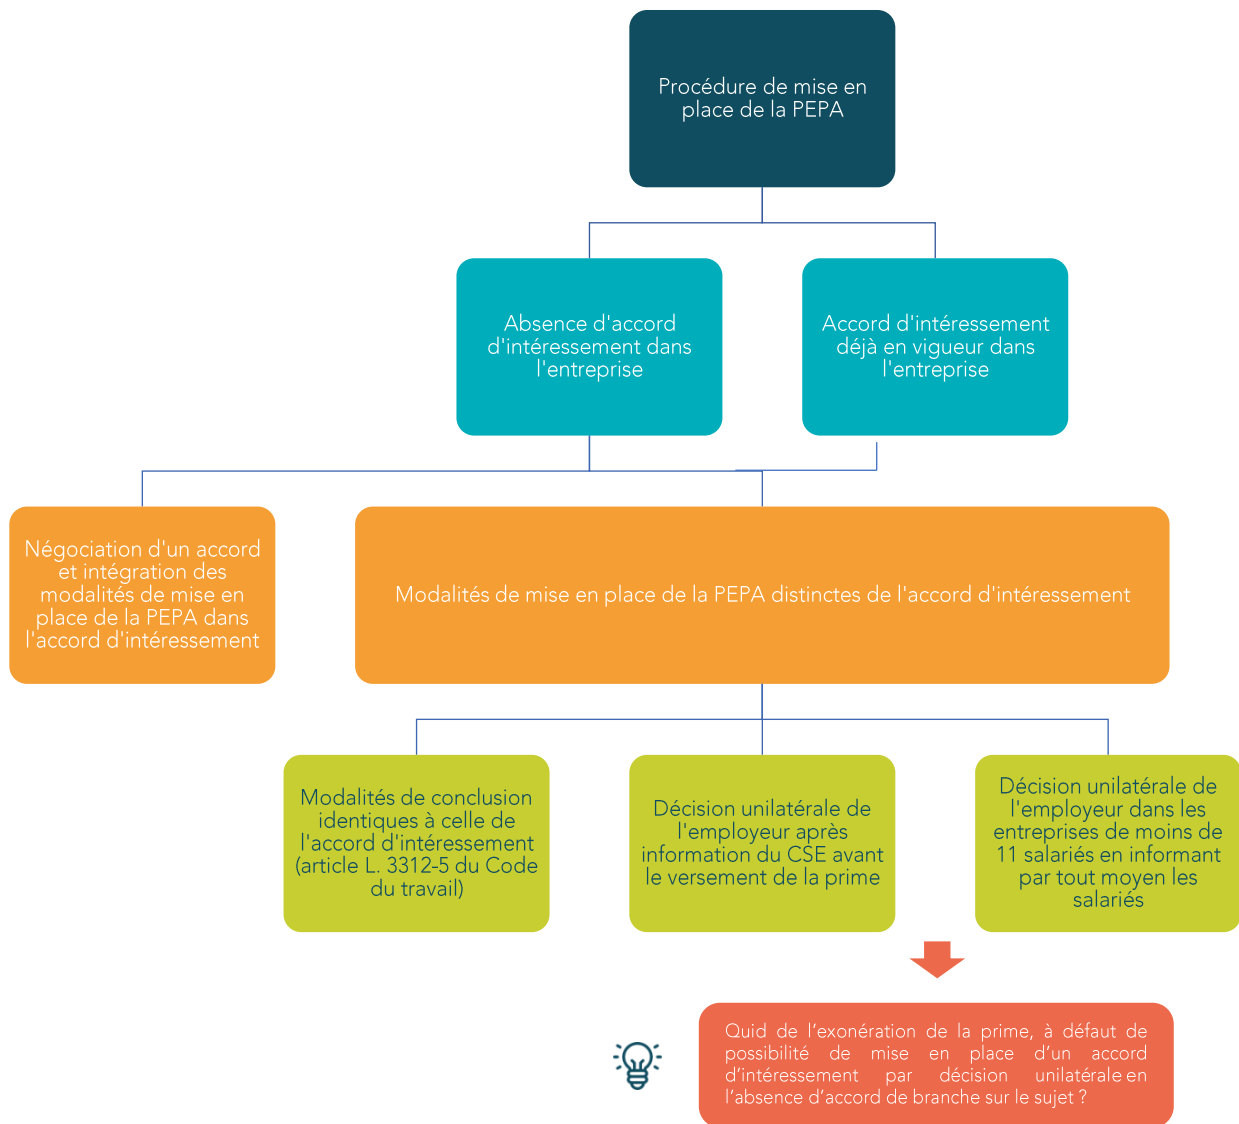 Procédure de mise en
place de la PEPA
Absence d'accord
d'intéressement dans
l'entreprise
Accord d'intéressement
déjà en vigueur dans
l'entreprise
Négociation d'un accord
et intégration des
modalités de mise en
place de la PEPA dans
l'accord d'intéressement
Modalités de mise en place de la PEPA distinctes de l'accord d'intéressement
Modalités de conclusion
identiques à celle de
l'accord d'intéressement
(article L. 3312-5 du Code
du travail)
Décision unilatérale de
l'employeur après
information du CSE avant
le versement de la prime
Décision unilatérale de
l'employeur dans les
entreprises de moins de
11 salariés en informant
par tout moyen les
salariés
Quid de l’exonération de la prime, à défaut de
possibilité de mise en place d’un accord
d’intéressement par décision unilatérale en
l’absence d’accord de branche sur le sujet ?